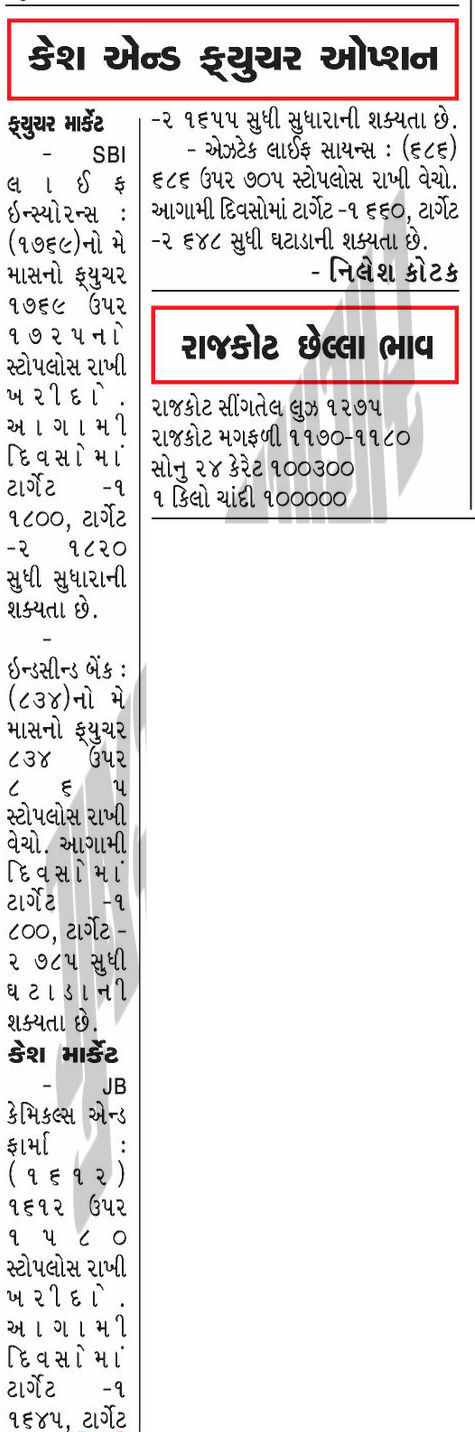 કેશ એન્ડ ફ્યુચર ઓપ્શન
ફ્યુચર માર્કેટ
- SBI
લાઈફ
ઇન્સ્યોરન્સ :
(૧૭૬૯)નો મે
માસનો ફ્યુચર
૧૭૬૯ ઉપર
૧૭૨૫નો
સ્ટોપલોસ રાખી
ખરીદો.
આગામી
દિવસોમાં
ટાર્ગેટ -૧
૧૮૦૦, ટાર્ગેટ
-૨ ૧૮૨૦
સુધી સુધારાની
શક્યતા છે.
-
ઇન્ડસીન્ડ બેંક :
(૮૩૪)નો મે
માસનો ફ્યુચર
૮૩૪ ઉપર
૮૬૫
સ્ટોપલોસ રાખી
વેચો. આગામી
દિવસોમાં
ટાર્ગેટ -૧
૮૦૦, ટાર્ગેટ -
૨ ૭૮૫ સુધી
ઘટાડાની
શક્યતા છે.
કેશ માર્કેટ
- JB
કેમિકલ્સ એન્ડ
ફાર્મા :
(૧૬૧૨)
૧૬૧૨ ઉપર
૧૫૮૦
સ્ટોપલોસ રાખી
ખરીદો.
આગામી
દિવસોમાં
ટાર્ગેટ -૧
૧૬૪૫, ટાર્ગેટ
-૨ ૧૬૫૫ સુધી સુધારાની શક્યતા છે.
- એઝટેક લાઈફ સાયન્સ : (૬૮૬)
૬૮૬ ઉપર ૭૦૫ સ્ટોપલોસ રાખી વેચો.
આગામી દિવસોમાં ટાર્ગેટ -૧ ૬૬૦, ટાર્ગેટ
-૨ ૬૪૮ સુધી ઘટાડાની શક્યતા છે.
- નિલેશ કોટક
રાજકોટ છેલ્લા ભાવ
રાજકોટ સીંગતેલ લુઝ ૧૨૭૫
રાજકોટ મગફળી ૧૧૭૦-૧૧૮૦
સોનુ ૨૪ કેરેટ ૧૦૦૩૦૦
૧ કિલો ચાંદી ૧૦૦૦૦૦